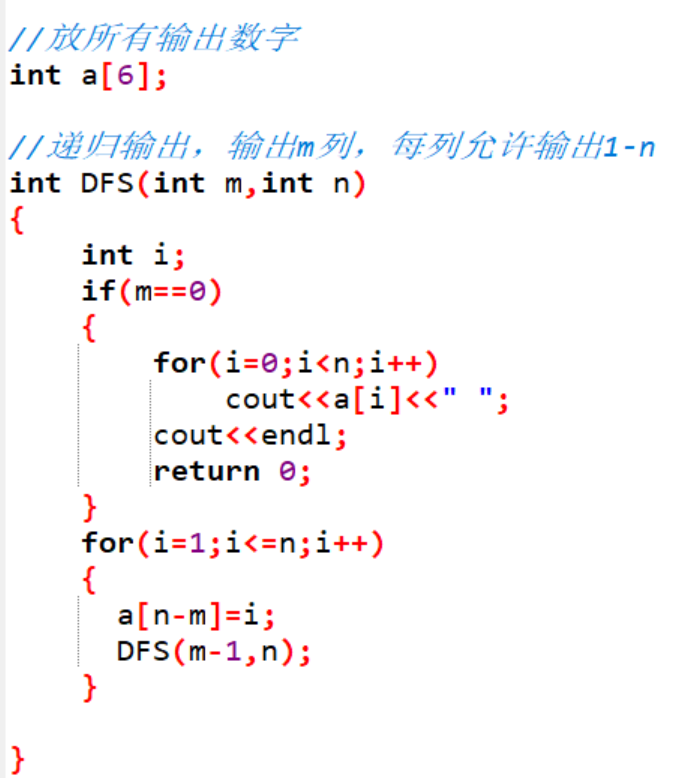 //放所有输出数字
int a[6];
//递归输出，输出m列，每列允许输出1-n
int DFS(int m,int n)
{
int i;
if(m==0)
{
for(i=0;i<n;i++)
cout<<a[i]<<" ";
cout<<endl;
return 0;
}
for(i=1;i<=n;i++)
{
a[n-m]=i;
DFS(m-1,n);
}
}